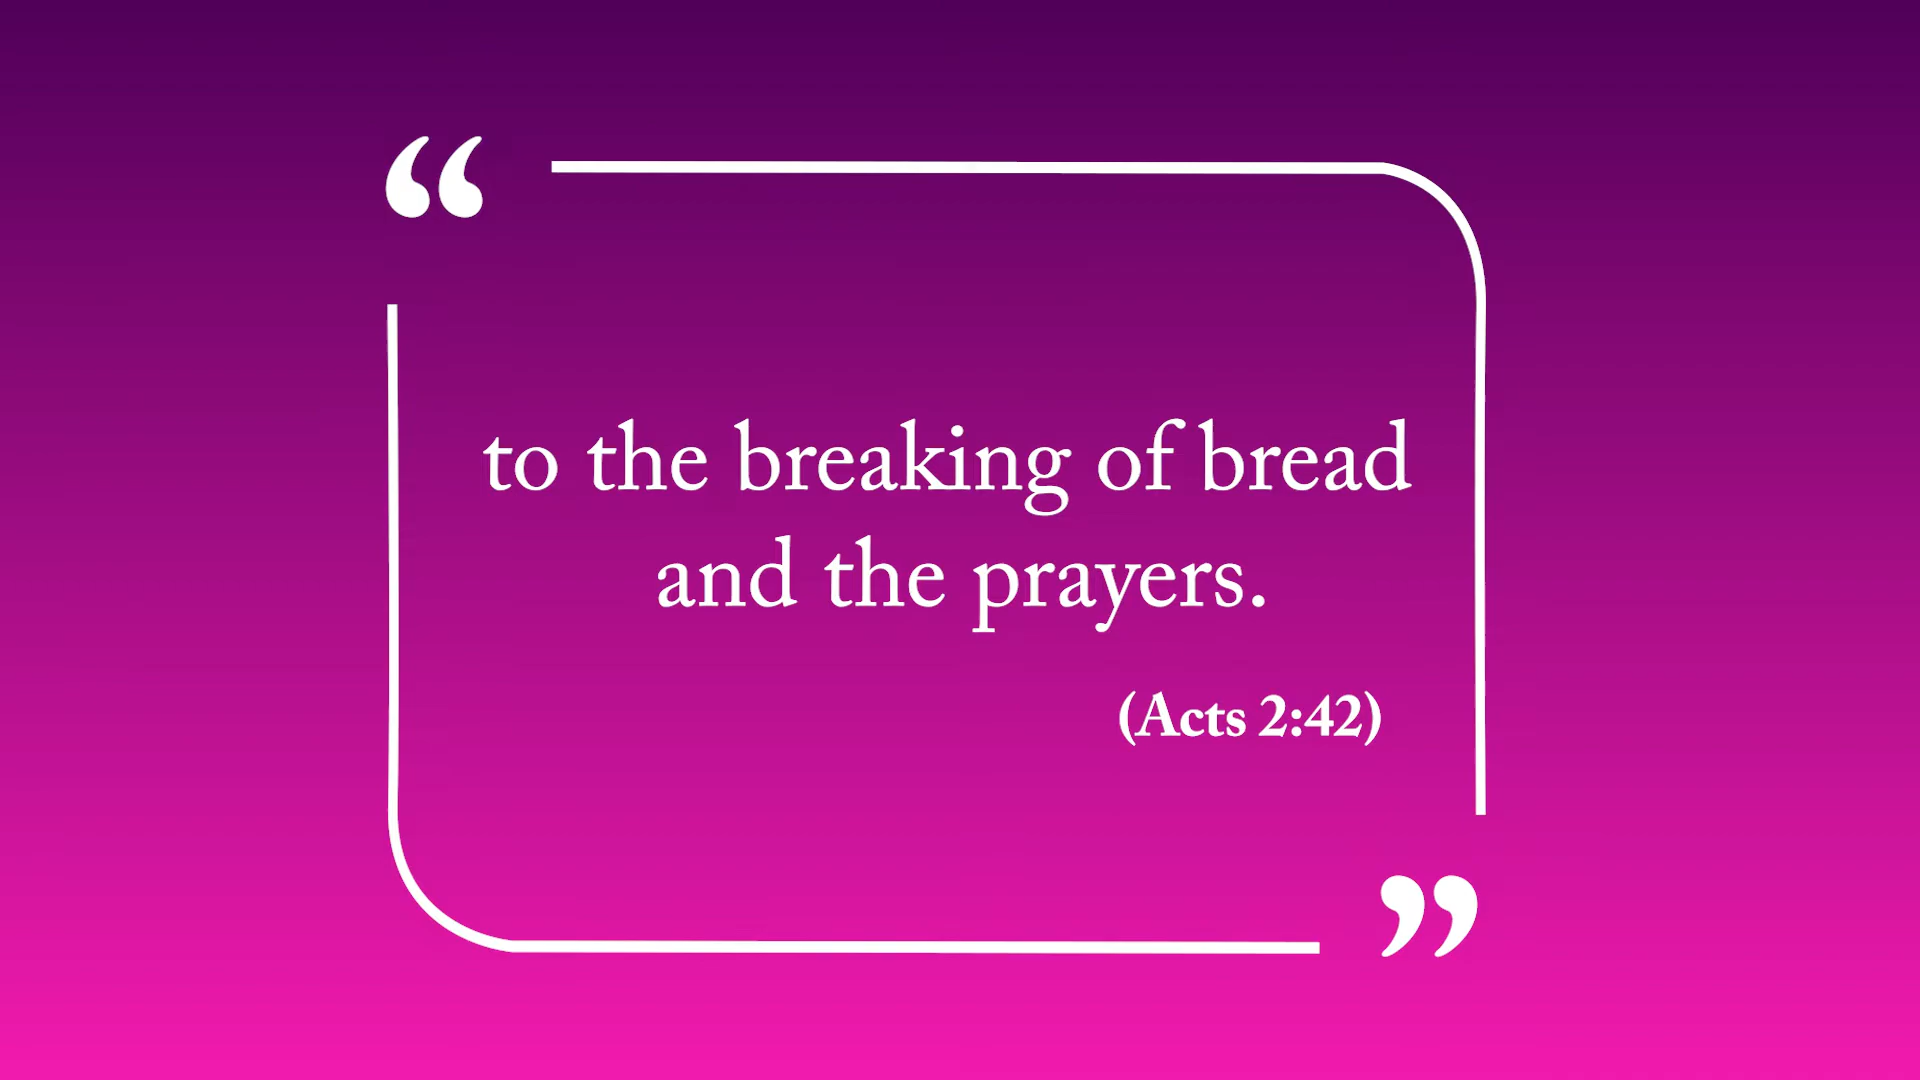 “
to the breaking of bread
and the prayers.
(Acts 2:42)
”